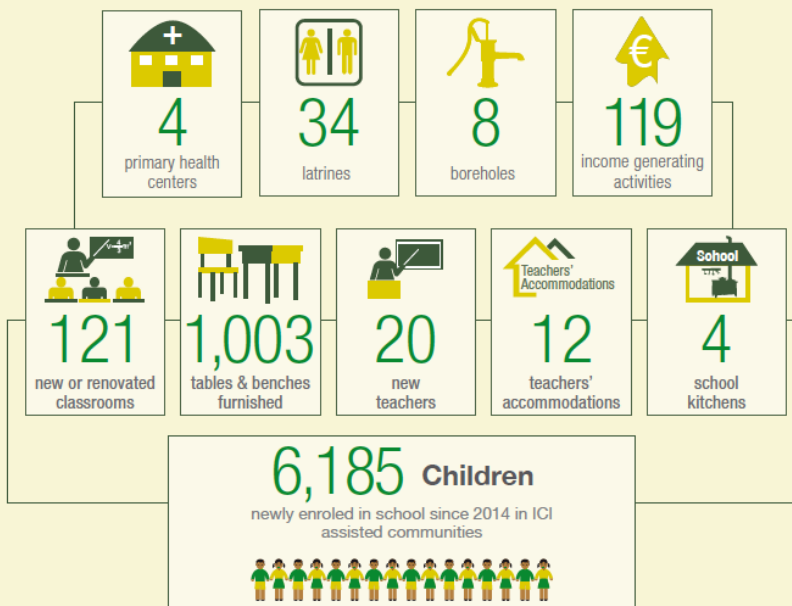 4
primary health
centers
34
latrines
8
boreholes
€
119
income generating
activities
121
new or renovated
classrooms
1,003
tables & benches
furnished
20
new
teachers
Teachers'
Accommodations
12
teachers'
accommodations
School
4
school
kitchens
6,185 Children
newly enroled in school since 2014 in ICI
assisted communities